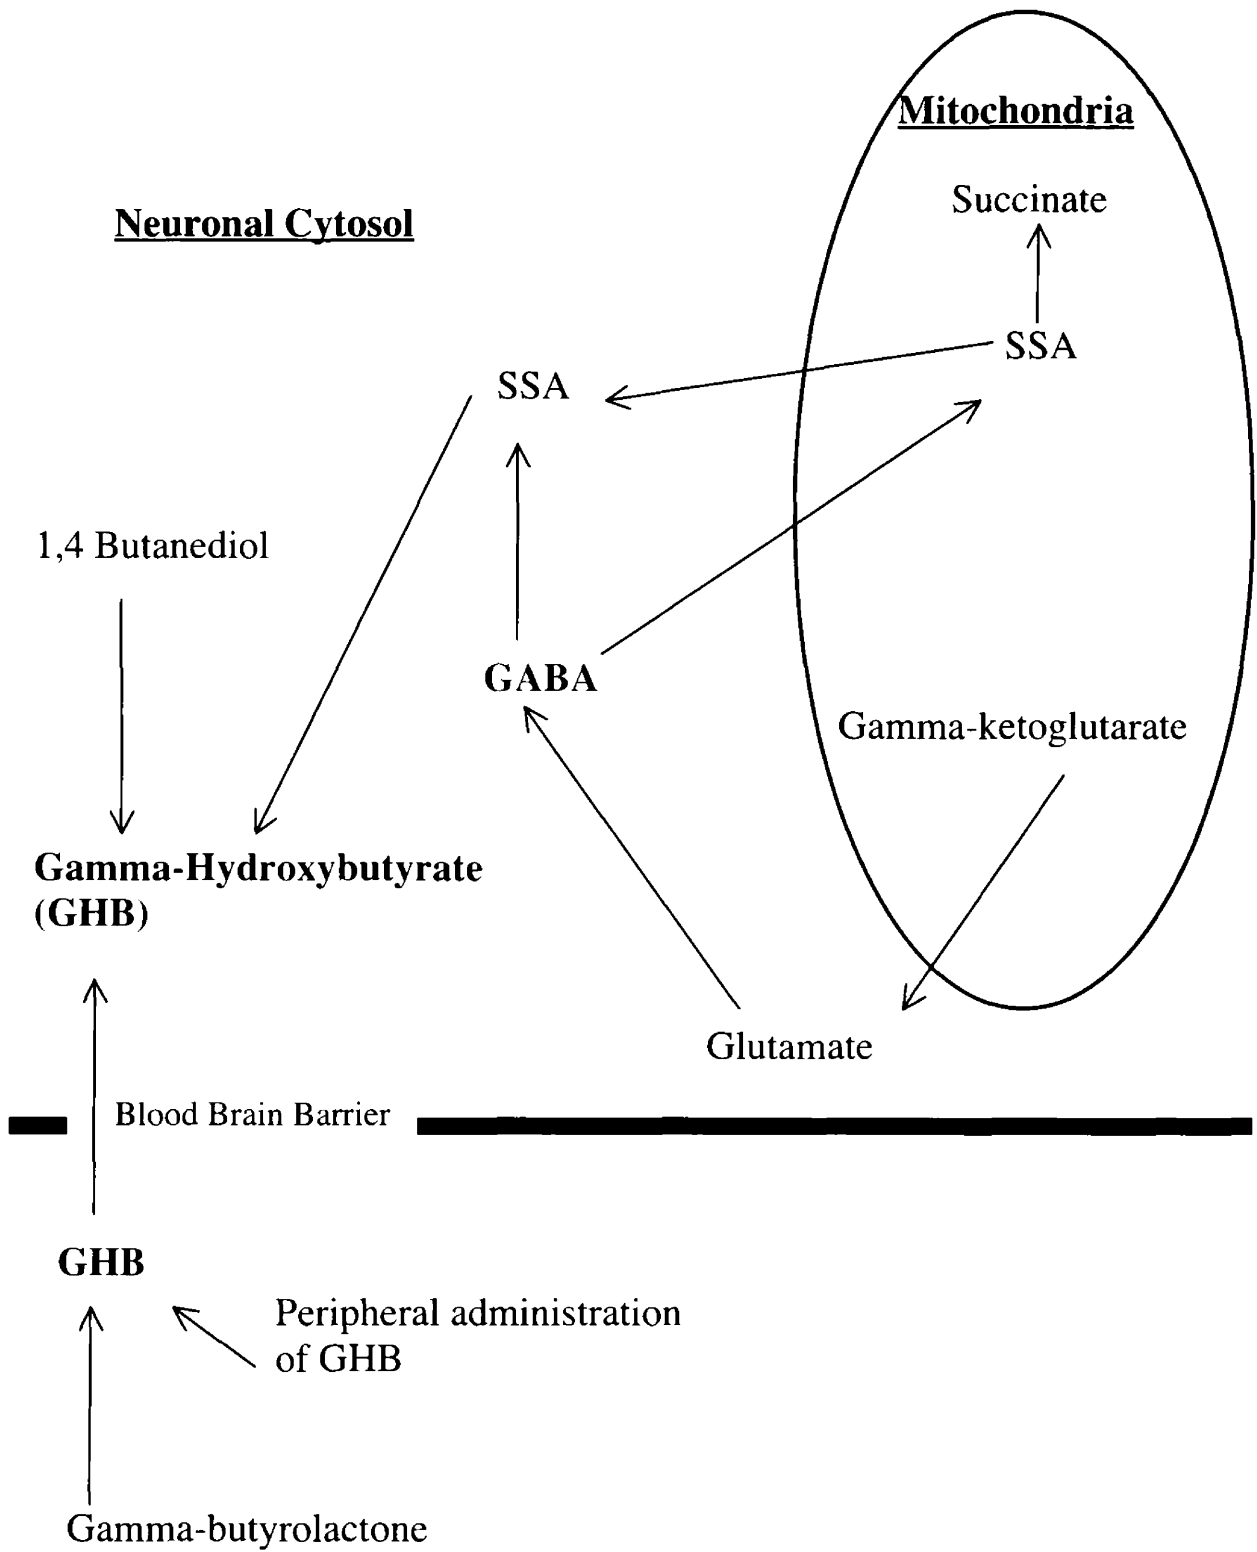 Mitochondria
Succinate
Neuronal Cytosol
SSA
SSA
1,4 Butanediol
GABA
Gamma-ketoglutarate
Gamma-Hydroxybutyrate
(GHB)
Glutamate
Blood Brain Barrier
GHB
Peripheral administration
of GHB
Gamma-butyrolactone